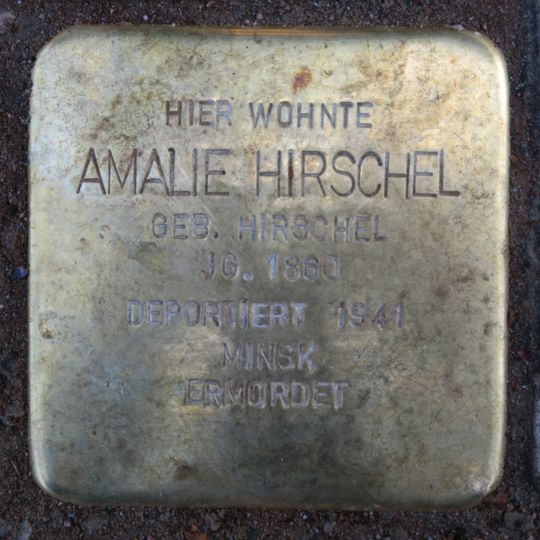 HIER WOHNTE
AMALIE HIRSCHEL
GEB. HIRSCHEL
JG. 1860
DEPORTIERT 1941
MINSK
ERMORDET